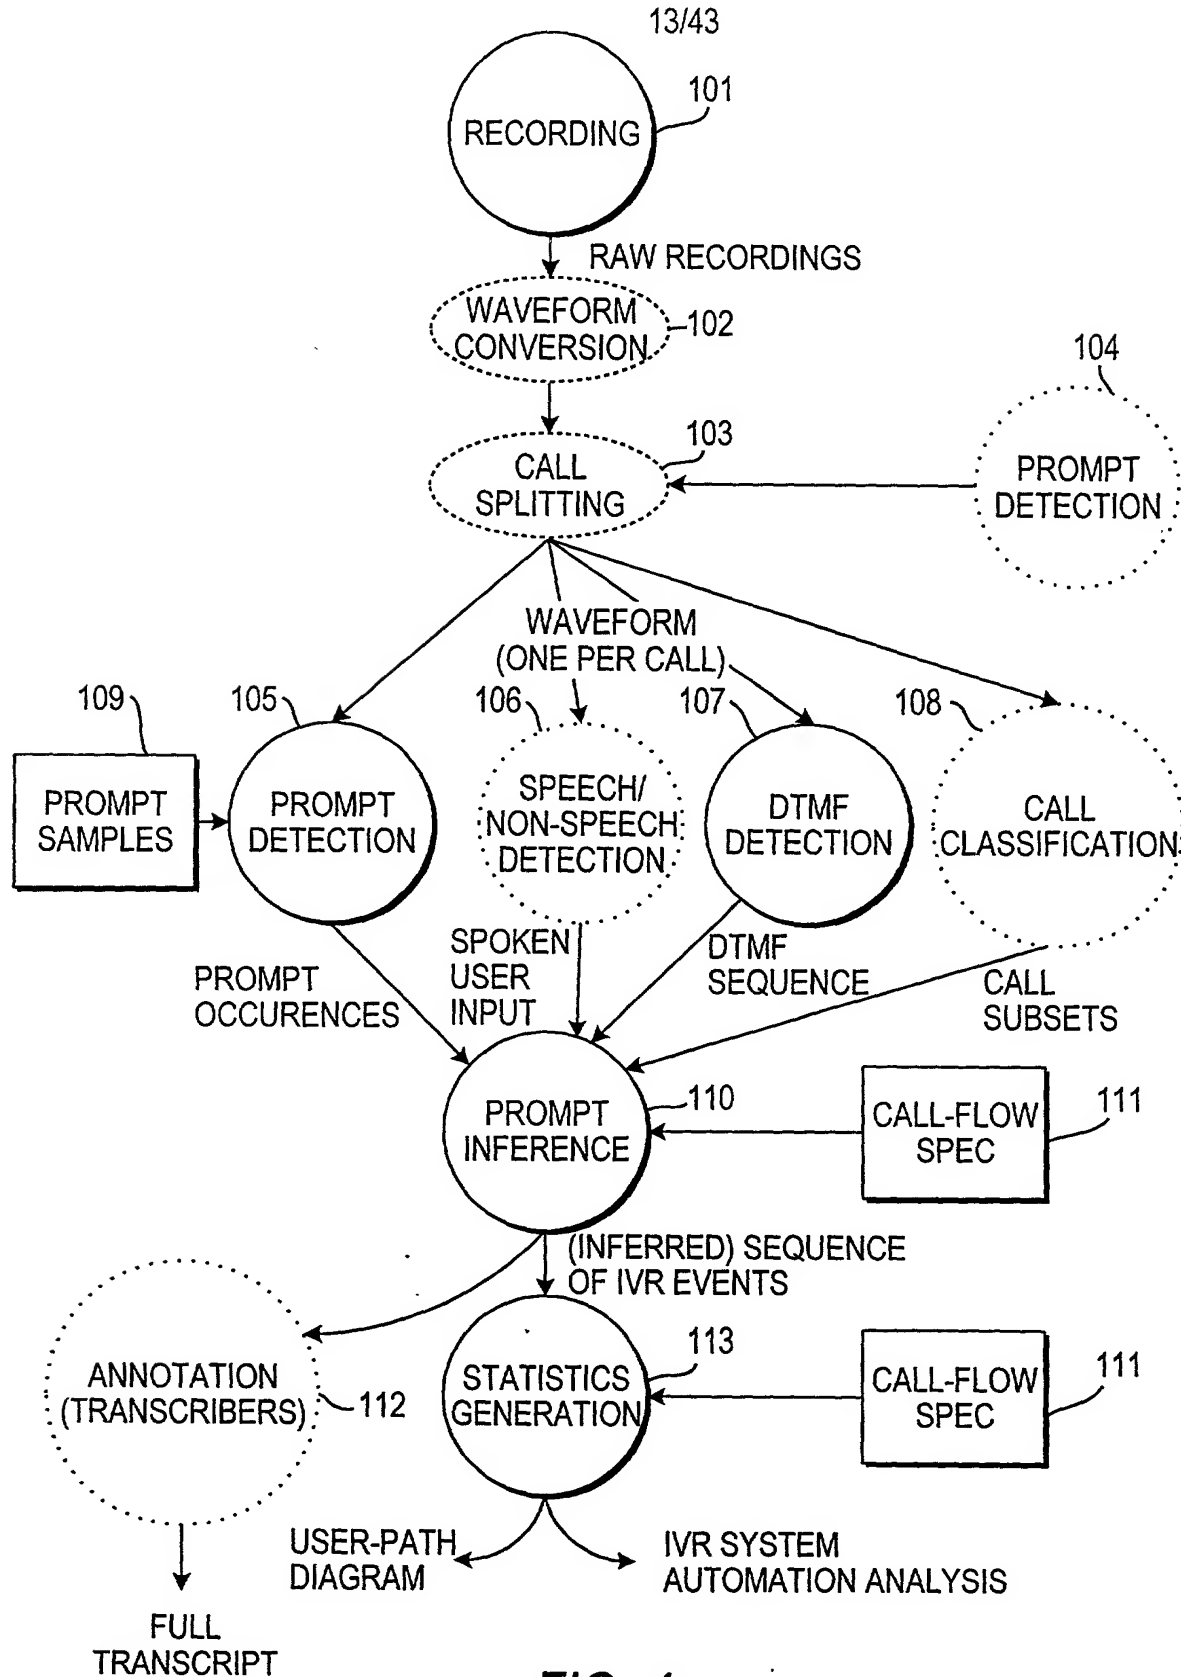 13/43
101
RECORDING
RAW RECORDINGS
WAVEFORM
CONVERSION
102
104
103
CALL
SPLITTING
PROMPT
DETECTION
WAVEFORM
(ONE PER CALL)
109
105
106
107
108
PROMPT
SAMPLES
PROMPT
DETECTION
SPEECH/
NON-SPEECH
DETECTION
DTMF
DETECTION
CALL
CLASSIFICATION
PROMPT
OCCURENCES
SPOKEN
USER
INPUT
DTMF
SEQUENCE
CALL
SUBSETS
PROMPT
INFERENCE
110
CALL-FLOW
SPEC
111
(INFERRED) SEQUENCE
OF IVR EVENTS
ANNOTATION
(TRANSCRIBERS)
112
STATISTICS
GENERATION
113
CALL-FLOW
SPEC
111
USER-PATH
DIAGRAM
IVR SYSTEM
AUTOMATION ANALYSIS
FULL
TRANSCRIPT